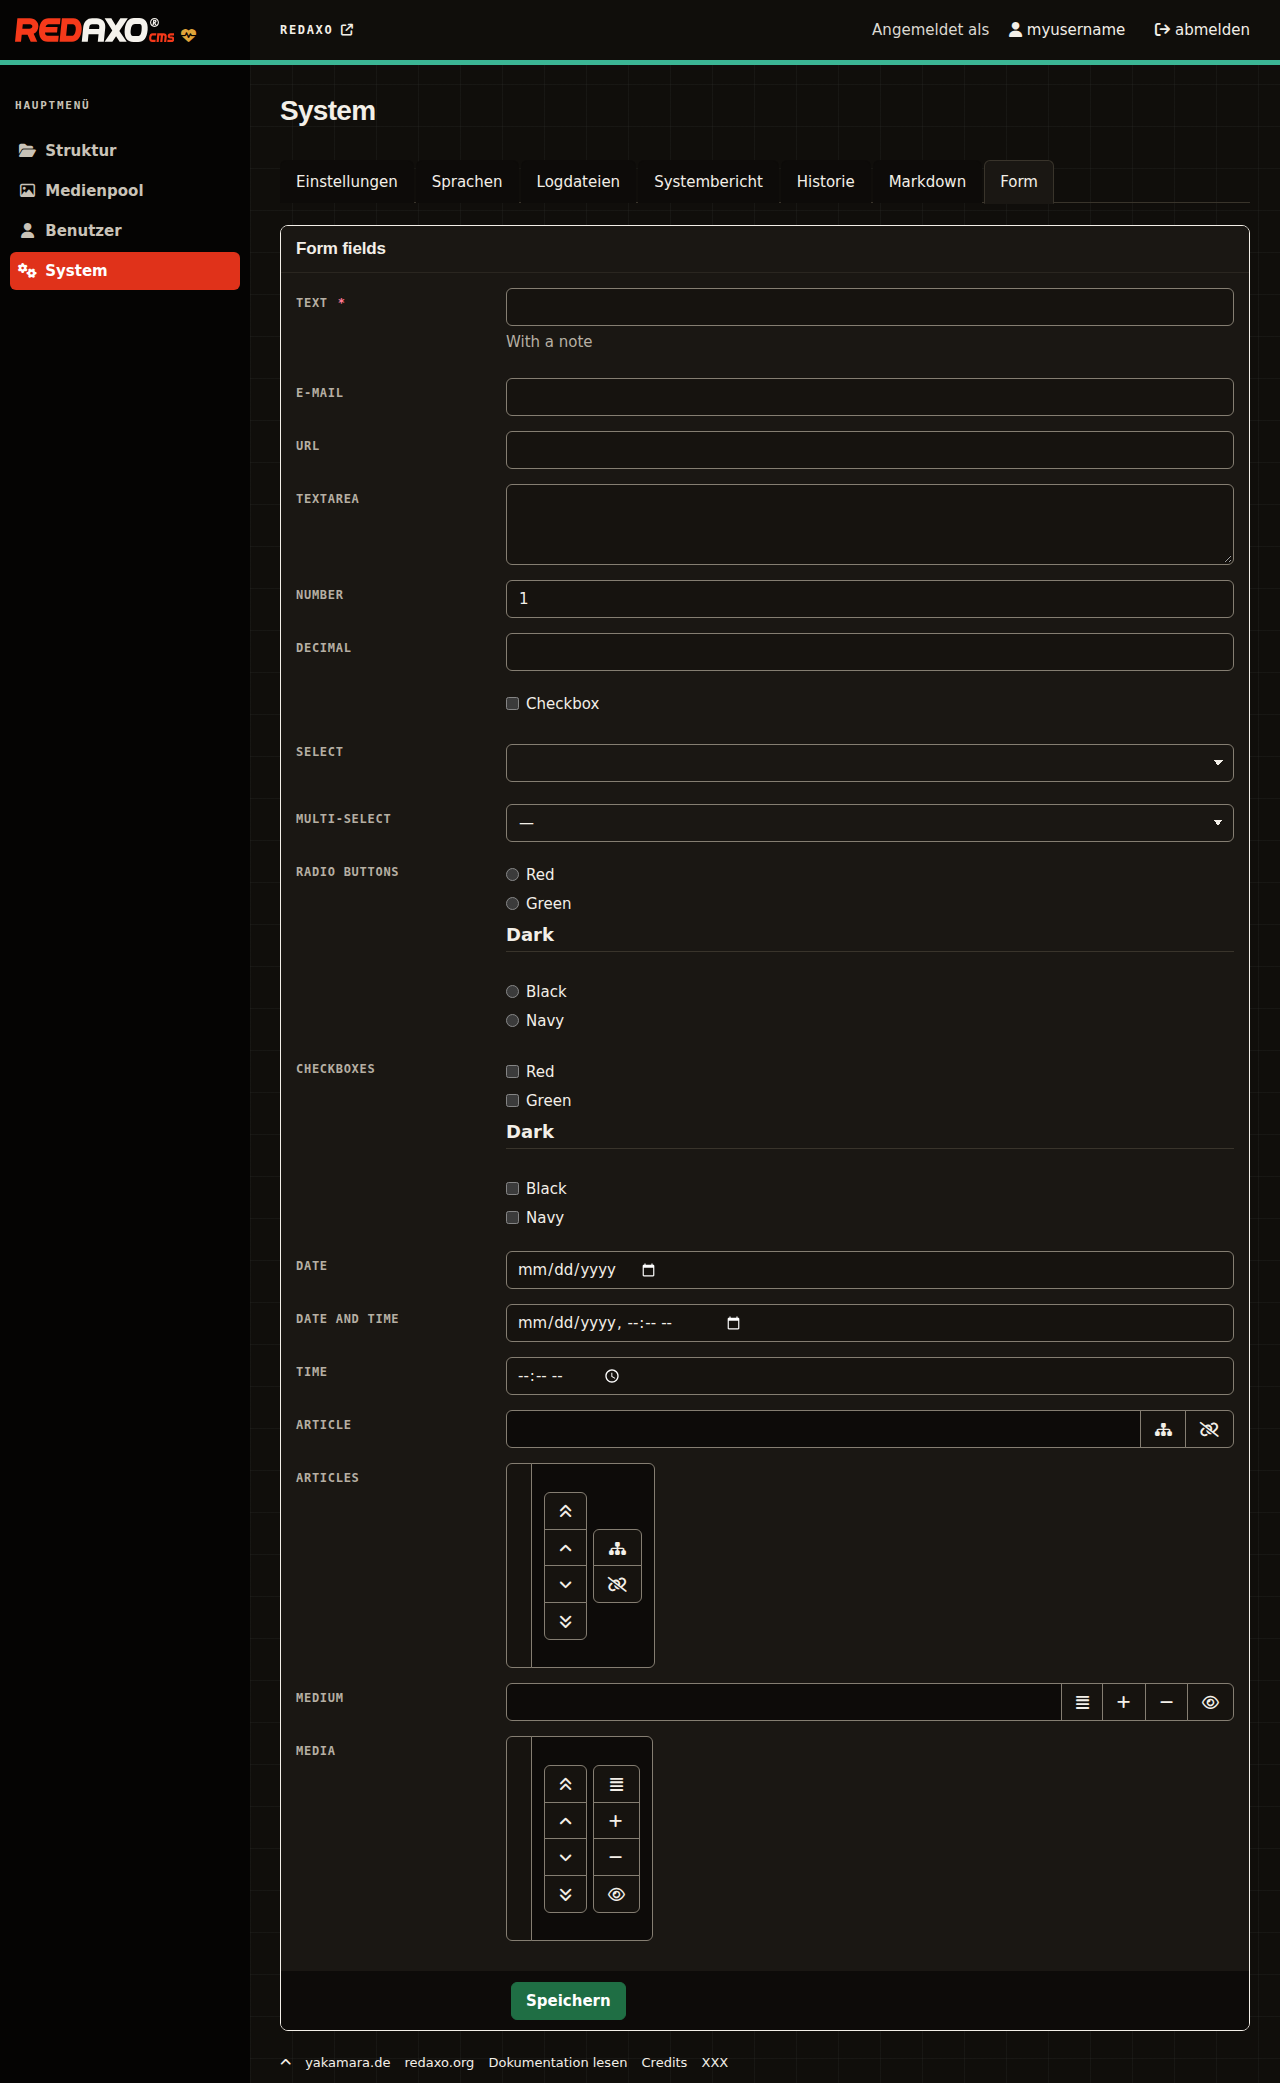 REDAXO® cms
REDAXO
Angemeldet als myusername abmelden
HAUPTMENÜ
Struktur
Medienpool
Benutzer
System
System
Einstellungen Sprachen Logdateien Systembericht Historie Markdown Form
Form fields
TEXT *
With a note
E-MAIL
URL
TEXTAREA
NUMBER 1
DECIMAL
Checkbox
SELECT
MULTI-SELECT —
RADIO BUTTONS Red
Green
Dark
Black
Navy
CHECKBOXES Red
Green
Dark
Black
Navy
DATE mm/dd/yyyy
DATE AND TIME mm/dd/yyyy, --:-- --
TIME --:-- --
ARTICLE
ARTICLES
MEDIUM
MEDIA
Speichern
yakamara.de redaxo.org Dokumentation lesen Credits XXX